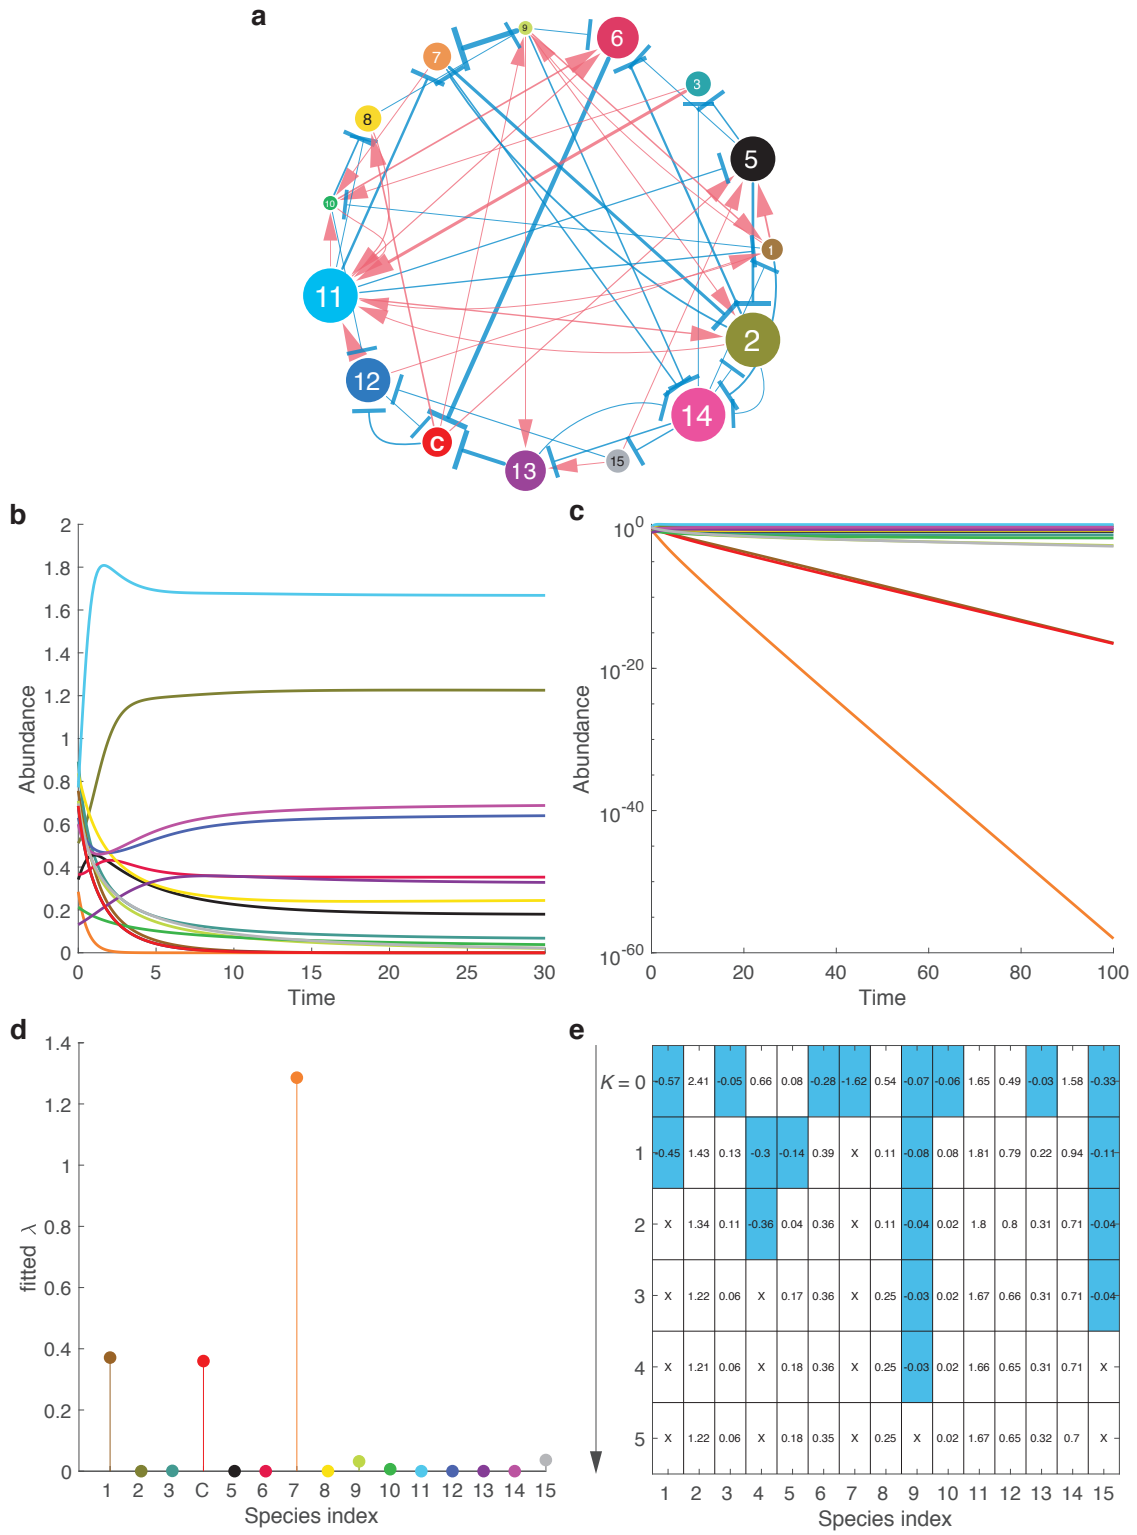 a
9
6
7
3
8
5
10
1
11
2
12
14
C
13
15
b
2
1.8
1.6
1.4
1.2
1
0.8
0.6
0.4
0.2
0
0 5 10 15 20 25 30
Time
Abundance
c
10^0
10^-20
10^-40
10^-60
0 20 40 60 80 100
Time
Abundance
d
1.4
1.2
1
0.8
0.6
0.4
0.2
0
1 2 3 C 5 6 7 8 9 10 11 12 13 14 15
Species index
fitted λ
e
K = 0 -0.57 2.41 -0.05 0.66 0.08 -0.28 -1.62 0.54 -0.07 -0.06 1.65 0.49 -0.03 1.58 -0.33
1 -0.45 1.43 0.13 -0.3 -0.14 0.39 X 0.11 -0.08 0.08 1.81 0.79 0.22 0.94 -0.11
2 X 1.34 0.11 -0.36 0.04 0.36 X 0.11 -0.04 0.02 1.8 0.8 0.31 0.71 -0.04
3 X 1.22 0.06 X 0.17 0.36 X 0.25 -0.03 0.02 1.67 0.66 0.31 0.71 -0.04
4 X 1.21 0.06 X 0.18 0.36 X 0.25 -0.03 0.02 1.66 0.65 0.31 0.71 X
5 X 1.22 0.06 X 0.18 0.35 X 0.25 X 0.02 1.67 0.65 0.32 0.7 X
1 2 3 4 5 6 7 8 9 10 11 12 13 14 15
Species index